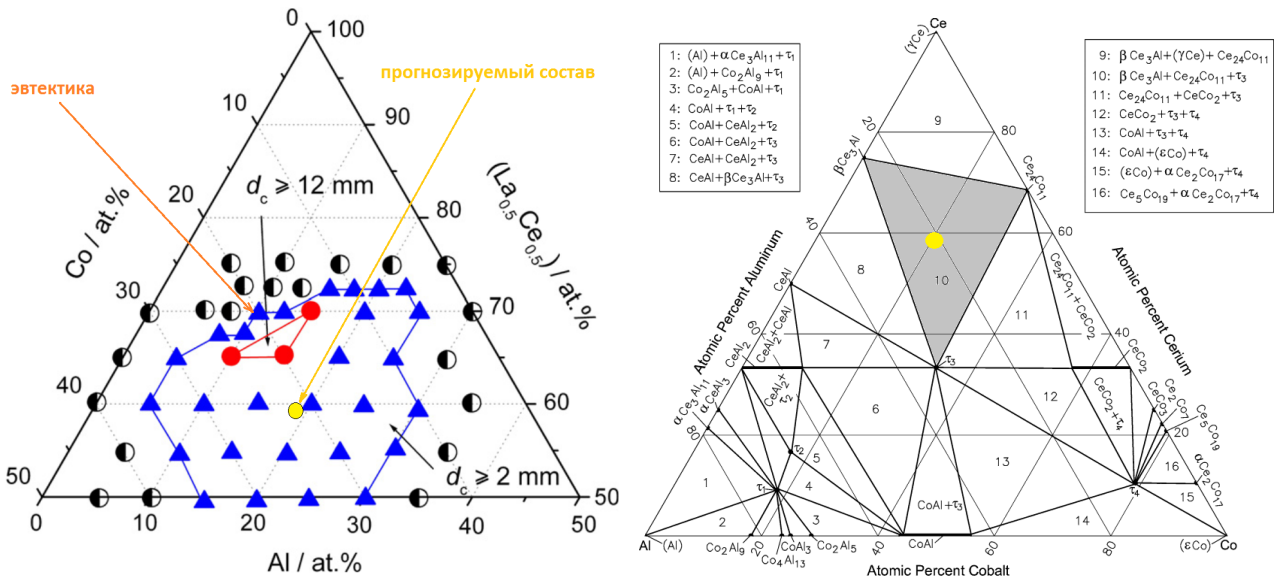 0
100
эвтектика
прогнозируемый состав
10
90
d_c ⩾ 12 mm
20
80
Co / at.%
(La0.5Ce0.5) / at.%
30
70
40
60
d_c ⩾ 2 mm
50
50
0
10
20
30
40
50
Al / at.%
Ce
(γCe)
1: (Al)+αCe3Al11+τ1
2: (Al)+Co2Al9+τ1
3: Co2Al5+CoAl+τ1
4: CoAl+τ1+τ2
5: CoAl+CeAl2+τ2
6: CoAl+CeAl2+τ3
7: CeAl+CeAl2+τ3
8: CeAl+βCe3Al+τ3
9: βCe3Al+(γCe)+Ce24Co11
10: βCe3Al+Ce24Co11+τ3
11: Ce24Co11+CeCo2+τ3
12: CeCo2+τ3+τ4
13: CoAl+τ3+τ4
14: CoAl+(εCo)+τ4
15: (εCo)+αCe2Co17+τ4
16: Ce5Co19+αCe2Co17+τ4
20
9
80
βCe3Al
Ce24Co11
40
60
Atomic Percent Aluminum
Atomic Percent Cerium
8
10
CeAl
Ce24Co11+CeCo2
11
60
40
CeAl2+CeAl
7
CeAl2
τ3
CeCo2
CeAl2+τ2
αCe3Al11
αCeAl3
6
12
CeCo2+τ4
CeCo3
Ce2Co7
Ce5Co19
80
20
τ2
5
13
16
αCe2Co17
1
τ1
4
τ4
15
2
3
CoAl+τ3
14
Al
(Al)
20
40
CoAl
60
80
Co
(εCo)
Co2Al9
CoAl3
Co2Al5
Co4Al13
Atomic Percent Cobalt